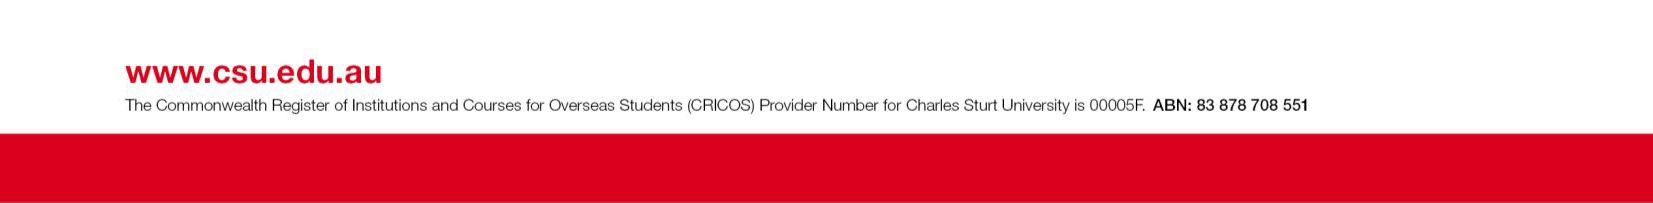 www.csu.edu.au
The Commonwealth Register of Institutions and Courses for Overseas Students (CRICOS) Provider Number for Charles Sturt University is 00005F. ABN: 83 878 708 551